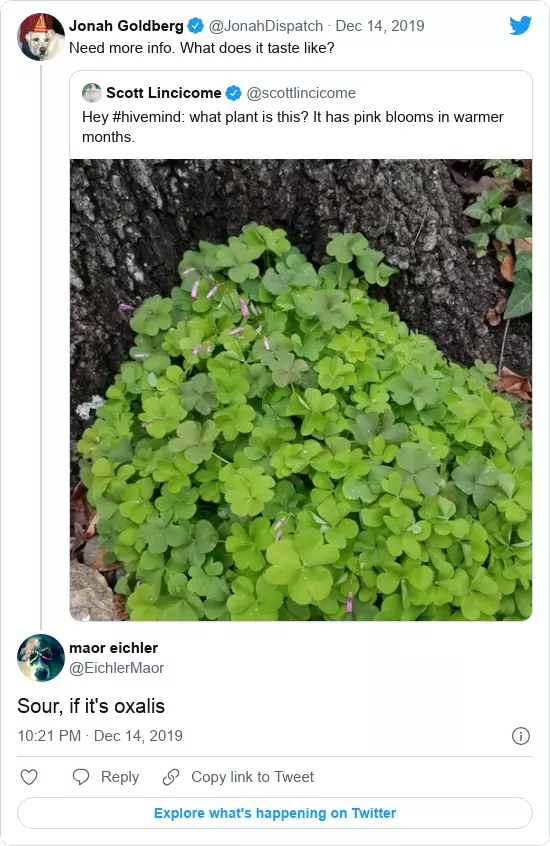 Jonah Goldberg @JonahDispatch · Dec 14, 2019
Need more info. What does it taste like?
Scott Lincicome @scottlincicome
Hey #hivemind: what plant is this? It has pink blooms in warmer
months.
maor eichler
@EichlerMaor
Sour, if it's oxalis
10:21 PM · Dec 14, 2019
Reply Copy link to Tweet
Explore what's happening on Twitter